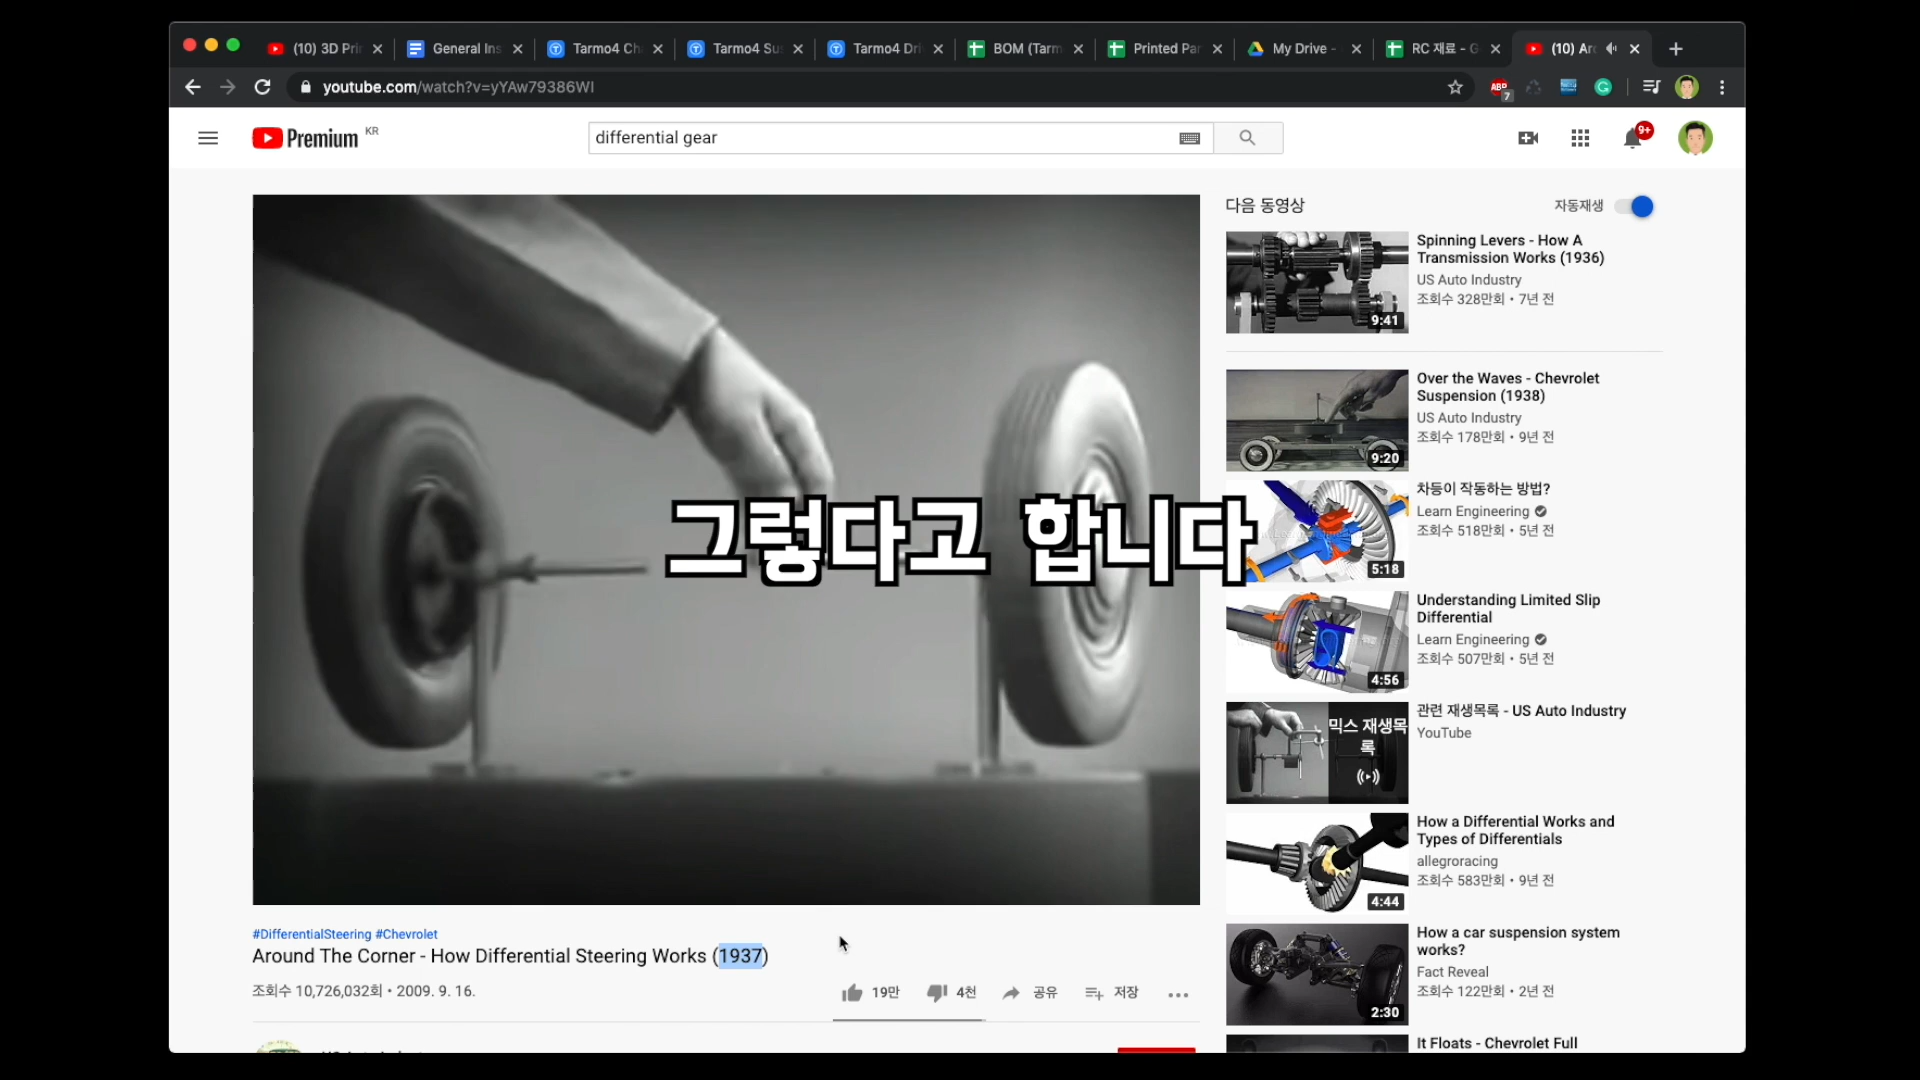 (10) 3D Pri
General Ins
Tarmo4 Ch
Tarmo4 Su
Tarmo4 Dri
BOM (Tarm
Printed Par
My Drive -
RC 재료 - G
(10) Ar
youtube.com/watch?v=yYAw79386WI
ABP
7
Premium KR
differential gear
9+
다음 동영상
자동재생
Spinning Levers - How A
Transmission Works (1936)
US Auto Industry
조회수 328만회 • 7년 전
9:41
Over the Waves - Chevrolet
Suspension (1938)
US Auto Industry
조회수 178만회 • 9년 전
9:20
차등이 작동하는 방법?
Learn Engineering
조회수 518만회 • 5년 전
5:18
그렇다고 합니다
Understanding Limited Slip
Differential
Learn Engineering
조회수 507만회 • 5년 전
4:56
관련 재생목록 - US Auto Industry
YouTube
믹스 재생목
록
How a Differential Works and
Types of Differentials
allegroracing
조회수 583만회 • 9년 전
4:44
How a car suspension system
works?
Fact Reveal
조회수 122만회 • 2년 전
2:30
It Floats - Chevrolet Full
#DifferentialSteering #Chevrolet
Around The Corner - How Differential Steering Works (1937)
조회수 10,726,032회 • 2009. 9. 16.
19만
4천
공유
저장